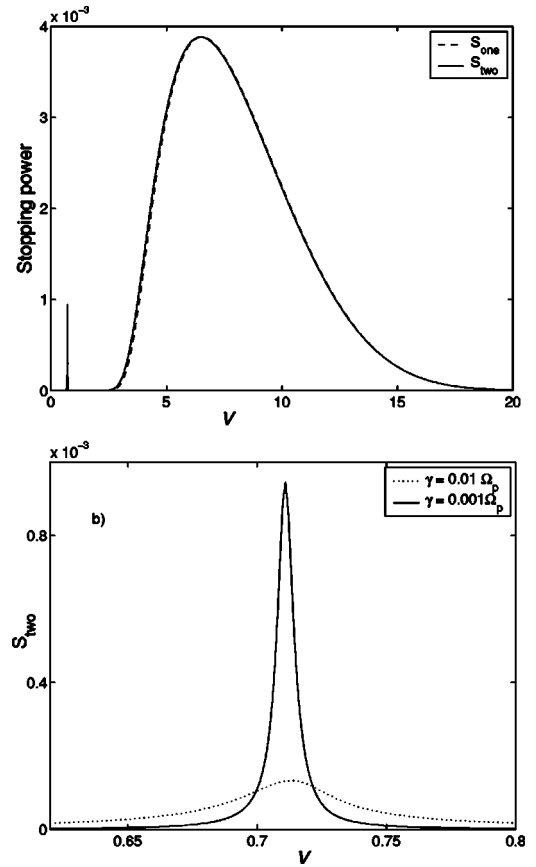 x 10⁻³
4
3
2
1
0
Stopping power
S_one
S_two
0 5 10 15 20
V
x 10⁻³
0.8
0.4
0
S_two
b)
γ = 0.01 Ω_p
γ = 0.001Ω_p
0.65 0.7 0.75 0.8
V